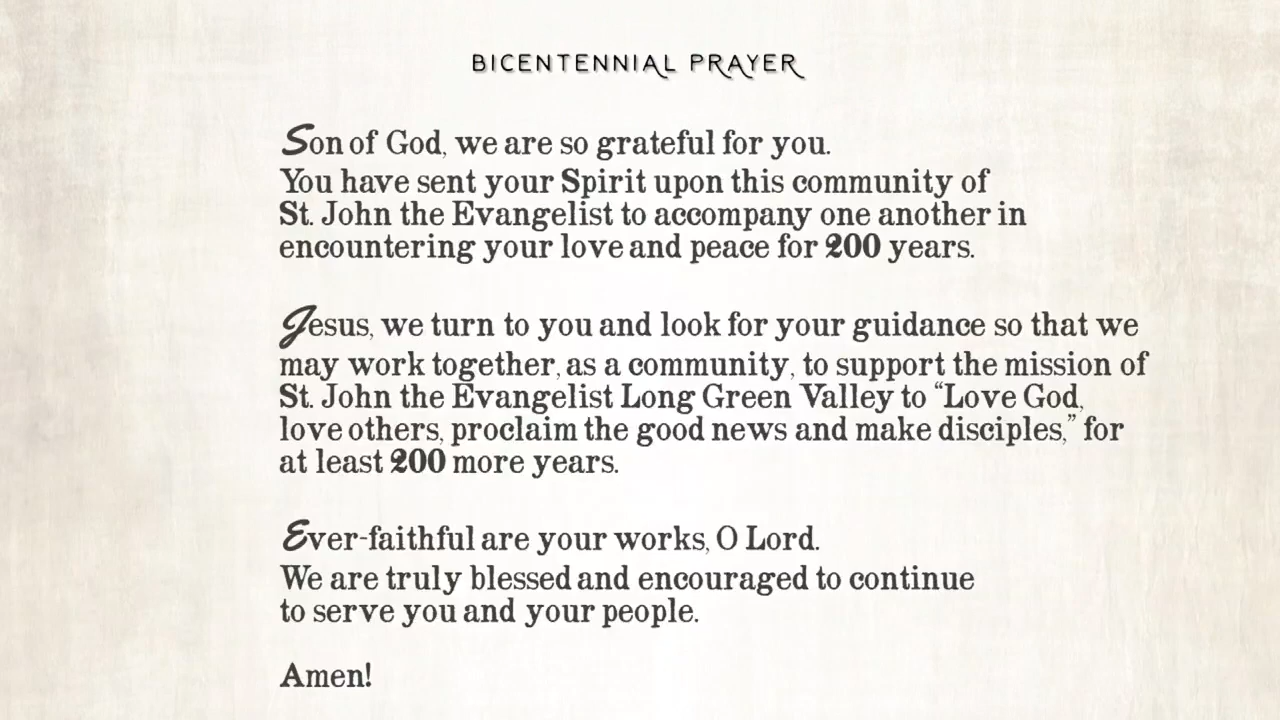 BICENTENNIAL PRAYER
Son of God, we are so grateful for you.
You have sent your Spirit upon this community of
St. John the Evangelist to accompany one another in
encountering your love and peace for 200 years.
Jesus, we turn to you and look for your guidance so that we
may work together, as a community, to support the mission of
St. John the Evangelist Long Green Valley to “Love God,
love others, proclaim the good news and make disciples,” for
at least 200 more years.
Ever-faithful are your works, O Lord.
We are truly blessed and encouraged to continue
to serve you and your people.
Amen!